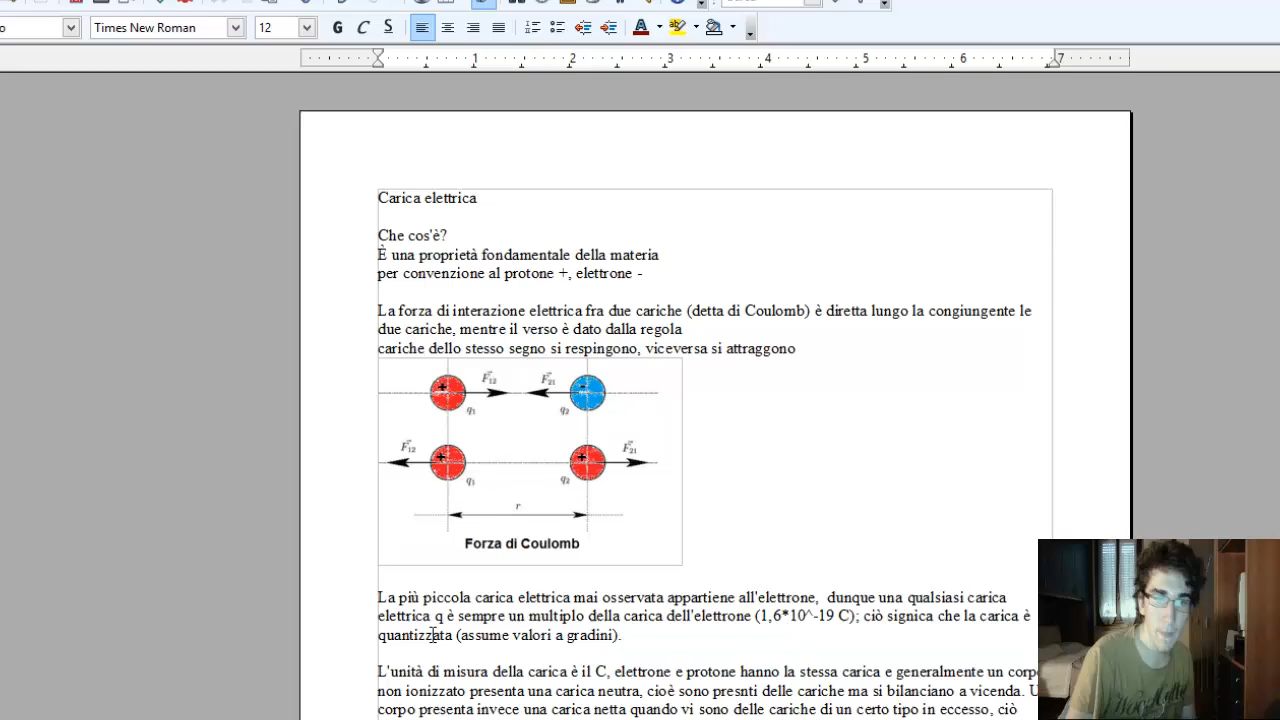 Times New Roman
12
G C S
1 2 3 4 5 6 7
Carica elettrica
Che cos'è?
È una proprietà fondamentale della materia
per convenzione al protone +, elettrone -
La forza di interazione elettrica fra due cariche (detta di Coulomb) è diretta lungo la congiungente le
due cariche, mentre il verso è dato dalla regola
cariche dello stesso segno si respingono, viceversa si attraggono
+ F12 F21 -
q1 q2
F12 + + F21
q1 q2
r
Forza di Coulomb
La più piccola carica elettrica mai osservata appartiene all'elettrone, dunque una qualsiasi carica
elettrica q è sempre un multiplo della carica dell'elettrone (1,6*10^-19 C); ciò signica che la carica è
quantizzata (assume valori a gradini).
L'unità di misura della carica è il C, elettrone e protone hanno la stessa carica e generalmente un corpo
non ionizzato presenta una carica neutra, cioè sono presnti delle cariche ma si bilanciano a vicenda. U
corpo presenta invece una carica netta quando vi sono delle cariche di un certo tipo in eccesso, ciò